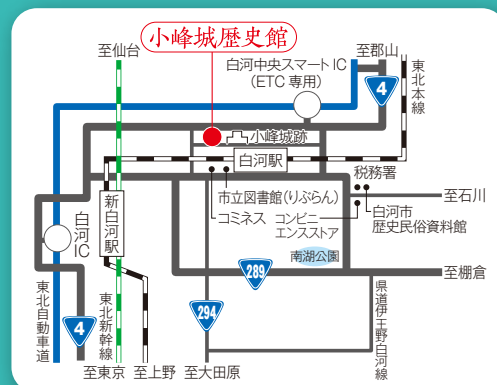 小峰城歴史館
至仙台
至郡山
白河中央スマートIC
（ETC専用）
4
東北本線
小峰城跡
白河駅
税務署
市立図書館（りぶらん）
至石川
コミネス
コンビニ
エンスストア
白河市
歴史民俗資料館
新白河駅
白河IC
南湖公園
289
至棚倉
294
4
東北自動車道
東北新幹線
県道伊王野白河線
至東京
至上野
至大田原